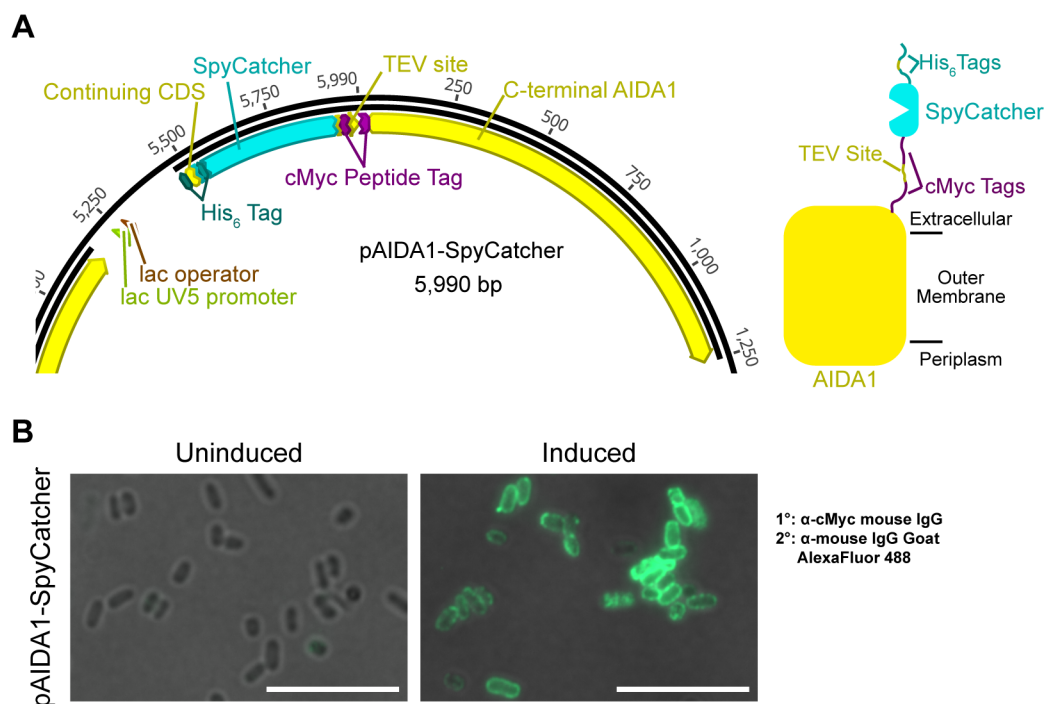 A
TEV site
SpyCatcher
Continuing CDS
5,990
250
C-terminal AIDA1
5,750
5,500
500
cMyc Peptide Tag
750
His6 Tag
5,250
pAIDA1-SpyCatcher
5,990 bp
lac operator
lac UV5 promoter
1,000
1,250
His6Tags
SpyCatcher
TEV Site
cMyc Tags
Extracellular
Outer
Membrane
Periplasm
AIDA1
B
Uninduced
Induced
pAIDA1-SpyCatcher
1°: α-cMyc mouse IgG
2°: α-mouse IgG Goat
AlexaFluor 488